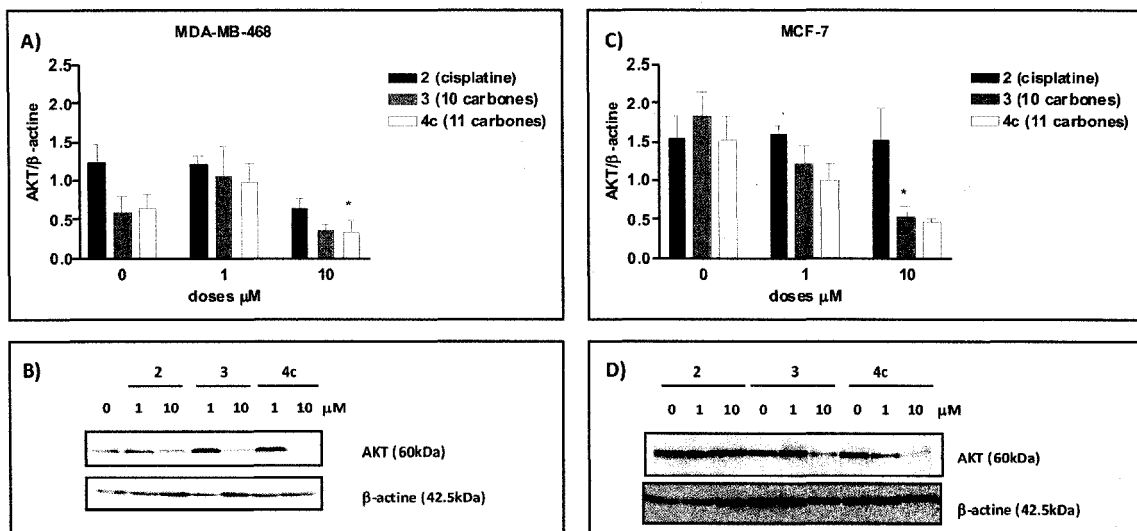 A)
MDA-MB-468
2.5
2.0
1.5
1.0
0.5
0.0
AKT/β-actine
2 (cisplatine)
3 (10 carbones)
4c (11 carbones)
*
0 1 10
doses µM
C)
MCF-7
2.5
2.0
1.5
1.0
0.5
0.0
AKT/β-actine
2 (cisplatine)
3 (10 carbones)
4c (11 carbones)
*
0 1 10
doses µM
B)
2 3 4c
0 1 10 1 10 1 10 µM
AKT (60kDa)
β-actine (42.5kDa)
D)
2 3 4c
0 1 10 0 1 10 0 1 10 µM
AKT (60kDa)
β-actine (42.5kDa)